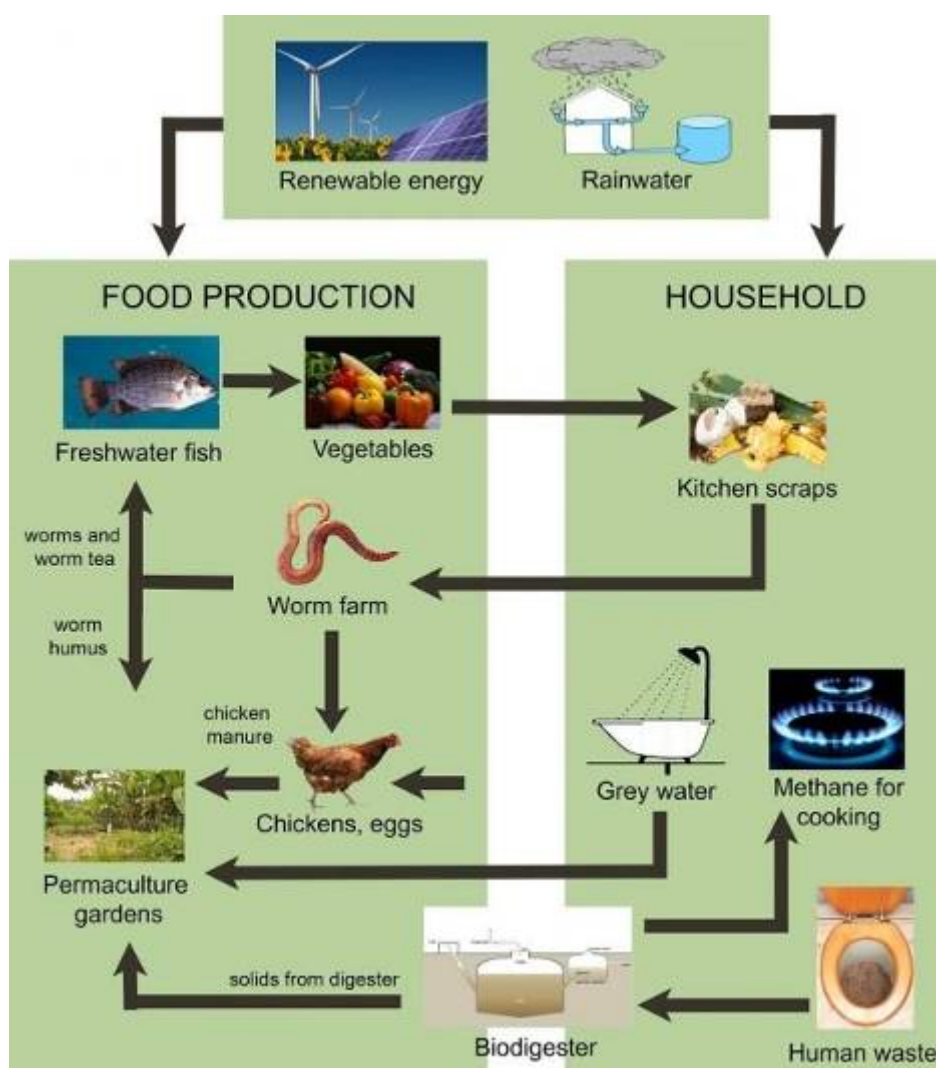 Renewable energy
Rainwater
FOOD PRODUCTION
HOUSEHOLD
Freshwater fish
Vegetables
Kitchen scraps
worms and
worm tea
Worm farm
worm
humus
chicken
manure
Chickens, eggs
Grey water
Methane for
cooking
Permaculture
gardens
solids from digester
Biodigester
Human waste